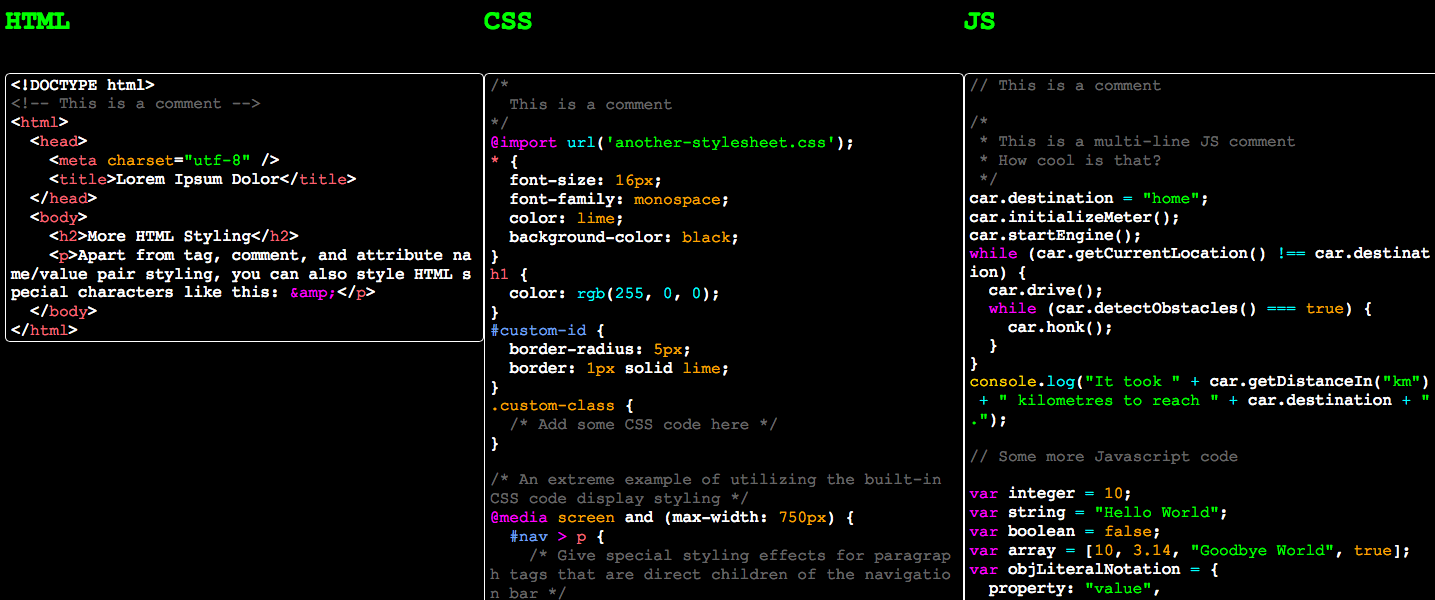 HTML
<!DOCTYPE html>
<!-- This is a comment -->
<html>
  <head>
    <meta charset="utf-8" />
    <title>Lorem Ipsum Dolor</title>
  </head>
  <body>
    <h2>More HTML Styling</h2>
    <p>Apart from tag, comment, and attribute na
me/value pair styling, you can also style HTML s
pecial characters like this: &amp;</p>
  </body>
</html>
CSS
/*
  This is a comment
*/
@import url('another-stylesheet.css');
* {
  font-size: 16px;
  font-family: monospace;
  color: lime;
  background-color: black;
}
h1 {
  color: rgb(255, 0, 0);
}
#custom-id {
  border-radius: 5px;
  border: 1px solid lime;
}
.custom-class {
  /* Add some CSS code here */
}

/* An extreme example of utilizing the built-in
CSS code display styling */
@media screen and (max-width: 750px) {
  #nav > p {
    /* Give special styling effects for paragrap
h tags that are direct children of the navigatio
n bar */
JS
// This is a comment

/*
 * This is a multi-line JS comment
 * How cool is that?
 */
car.destination = "home";
car.initializeMeter();
car.startEngine();
while (car.getCurrentLocation() !== car.destinat
ion) {
  car.drive();
  while (car.detectObstacles() === true) {
    car.honk();
  }
}
console.log("It took " + car.getDistanceIn("km")
 + " kilometres to reach " + car.destination + "
.");

// Some more Javascript code

var integer = 10;
var string = "Hello World";
var boolean = false;
var array = [10, 3.14, "Goodbye World", true];
var objLiteralNotation = {
  property: "value",